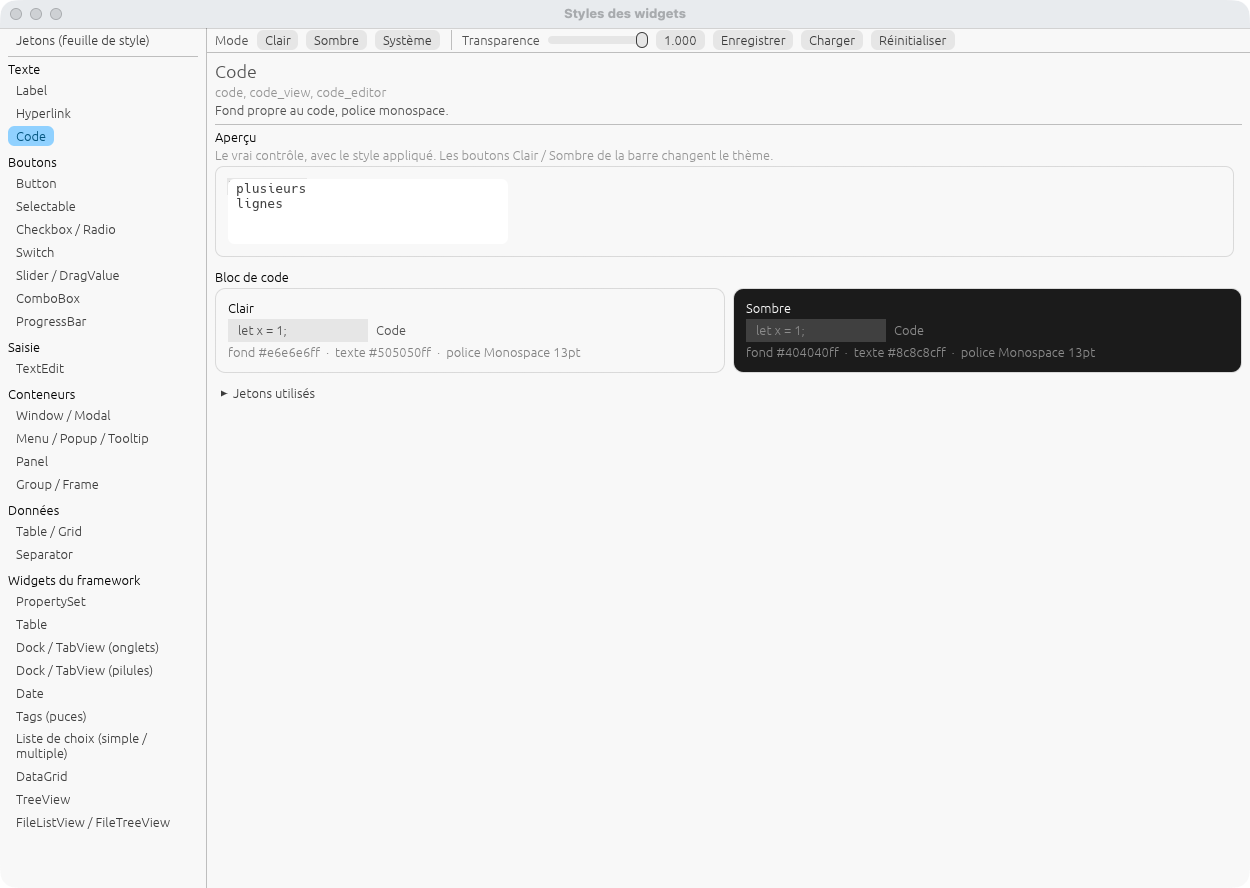 Styles des widgets
Jetons (feuille de style)
Mode Clair Sombre Système Transparence 1.000 Enregistrer Charger Réinitialiser
Texte
Label
Hyperlink
Code
Boutons
Button
Selectable
Checkbox / Radio
Switch
Slider / DragValue
ComboBox
ProgressBar
Saisie
TextEdit
Conteneurs
Window / Modal
Menu / Popup / Tooltip
Panel
Group / Frame
Données
Table / Grid
Separator
Widgets du framework
PropertySet
Table
Dock / TabView (onglets)
Dock / TabView (pilules)
Date
Tags (puces)
Liste de choix (simple /
multiple)
DataGrid
TreeView
FileListView / FileTreeView
Code
code, code_view, code_editor
Fond propre au code, police monospace.
Aperçu
Le vrai contrôle, avec le style appliqué. Les boutons Clair / Sombre de la barre changent le thème.
plusieurs
lignes
Bloc de code
Clair
let x = 1; Code
fond #e6e6e6ff · texte #505050ff · police Monospace 13pt
Sombre
let x = 1; Code
fond #404040ff · texte #8c8c8cff · police Monospace 13pt
▸ Jetons utilisés